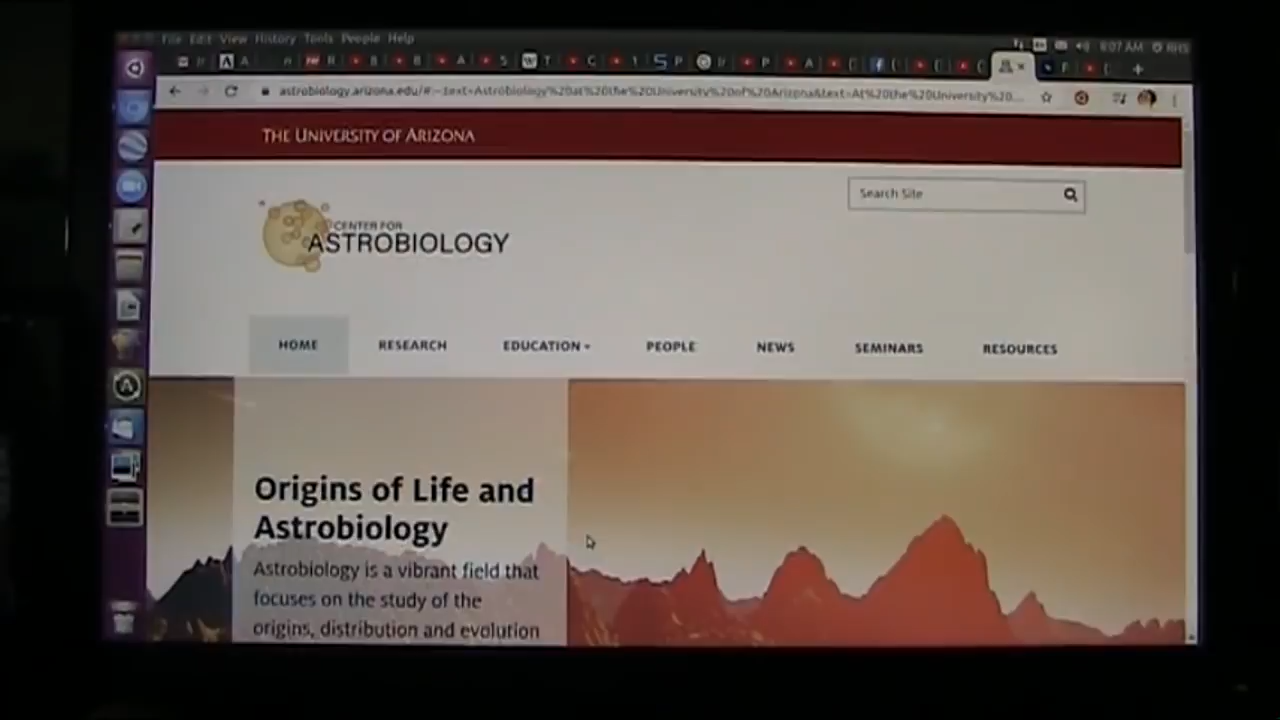 File Edit View History Tools People Help
8:07 AM
astrobiology.arizona.edu/#:~:text=Astrobiology%20at%20the%20University%20of%20Arizona&text=At%20the%20University%20...
THE UNIVERSITY OF ARIZONA
Search Site
CENTER FOR
ASTROBIOLOGY
HOME RESEARCH EDUCATION PEOPLE NEWS SEMINARS RESOURCES
Origins of Life and
Astrobiology
Astrobiology is a vibrant field that
focuses on the study of the
origins, distribution and evolution